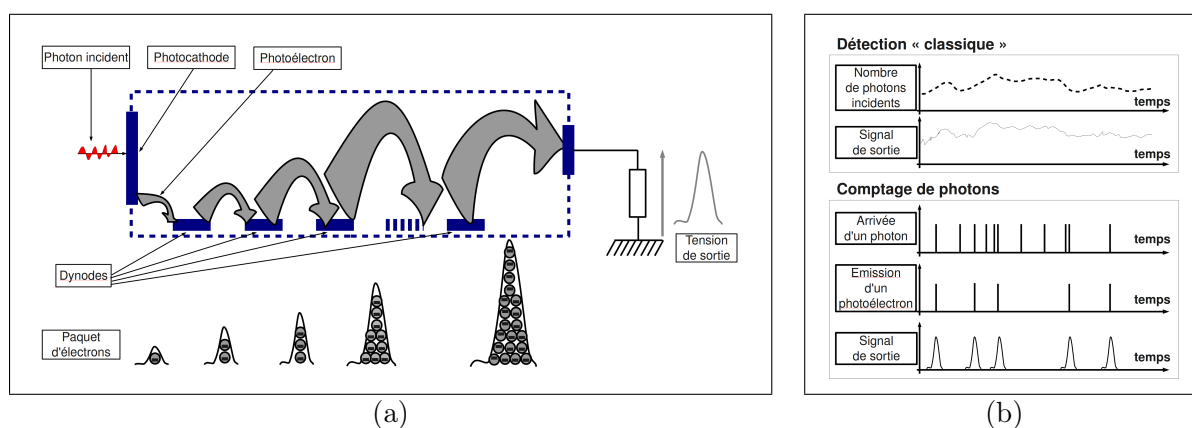 Photon incident
Photocathode
Photoélectron
Dynodes
Tension
de sortie
Paquet
d'électrons
(a)
Détection « classique »
Nombre
de photons
incidents
temps
Signal
de sortie
temps
Comptage de photons
Arrivée
d'un photon
temps
Emission
d'un
photoélectron
temps
Signal
de sortie
temps
(b)